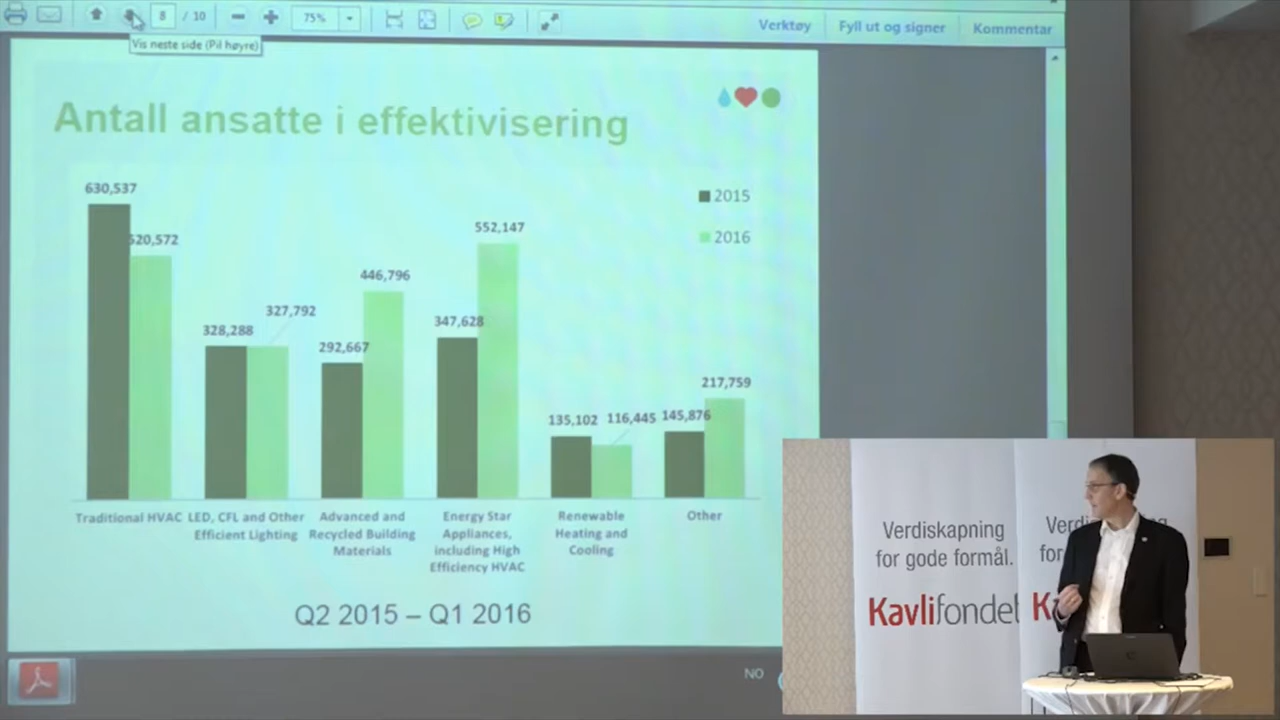 8 / 10
75%
Verktøy
Fyll ut og signer
Kommentar
Vis neste side (Pil høyre)
Antall ansatte i effektivisering
2015
2016
630,537
520,572
328,288
327,792
292,667
446,796
347,628
552,147
135,102
116,445
145,876
217,759
Traditional HVAC
LED, CFL and Other
Efficient Lighting
Advanced and
Recycled Building
Materials
Energy Star
Appliances,
including High
Efficiency HVAC
Renewable
Heating and
Cooling
Other
Q2 2015 – Q1 2016
NO
Verdiskapning
for gode formål.
Kavlifondet